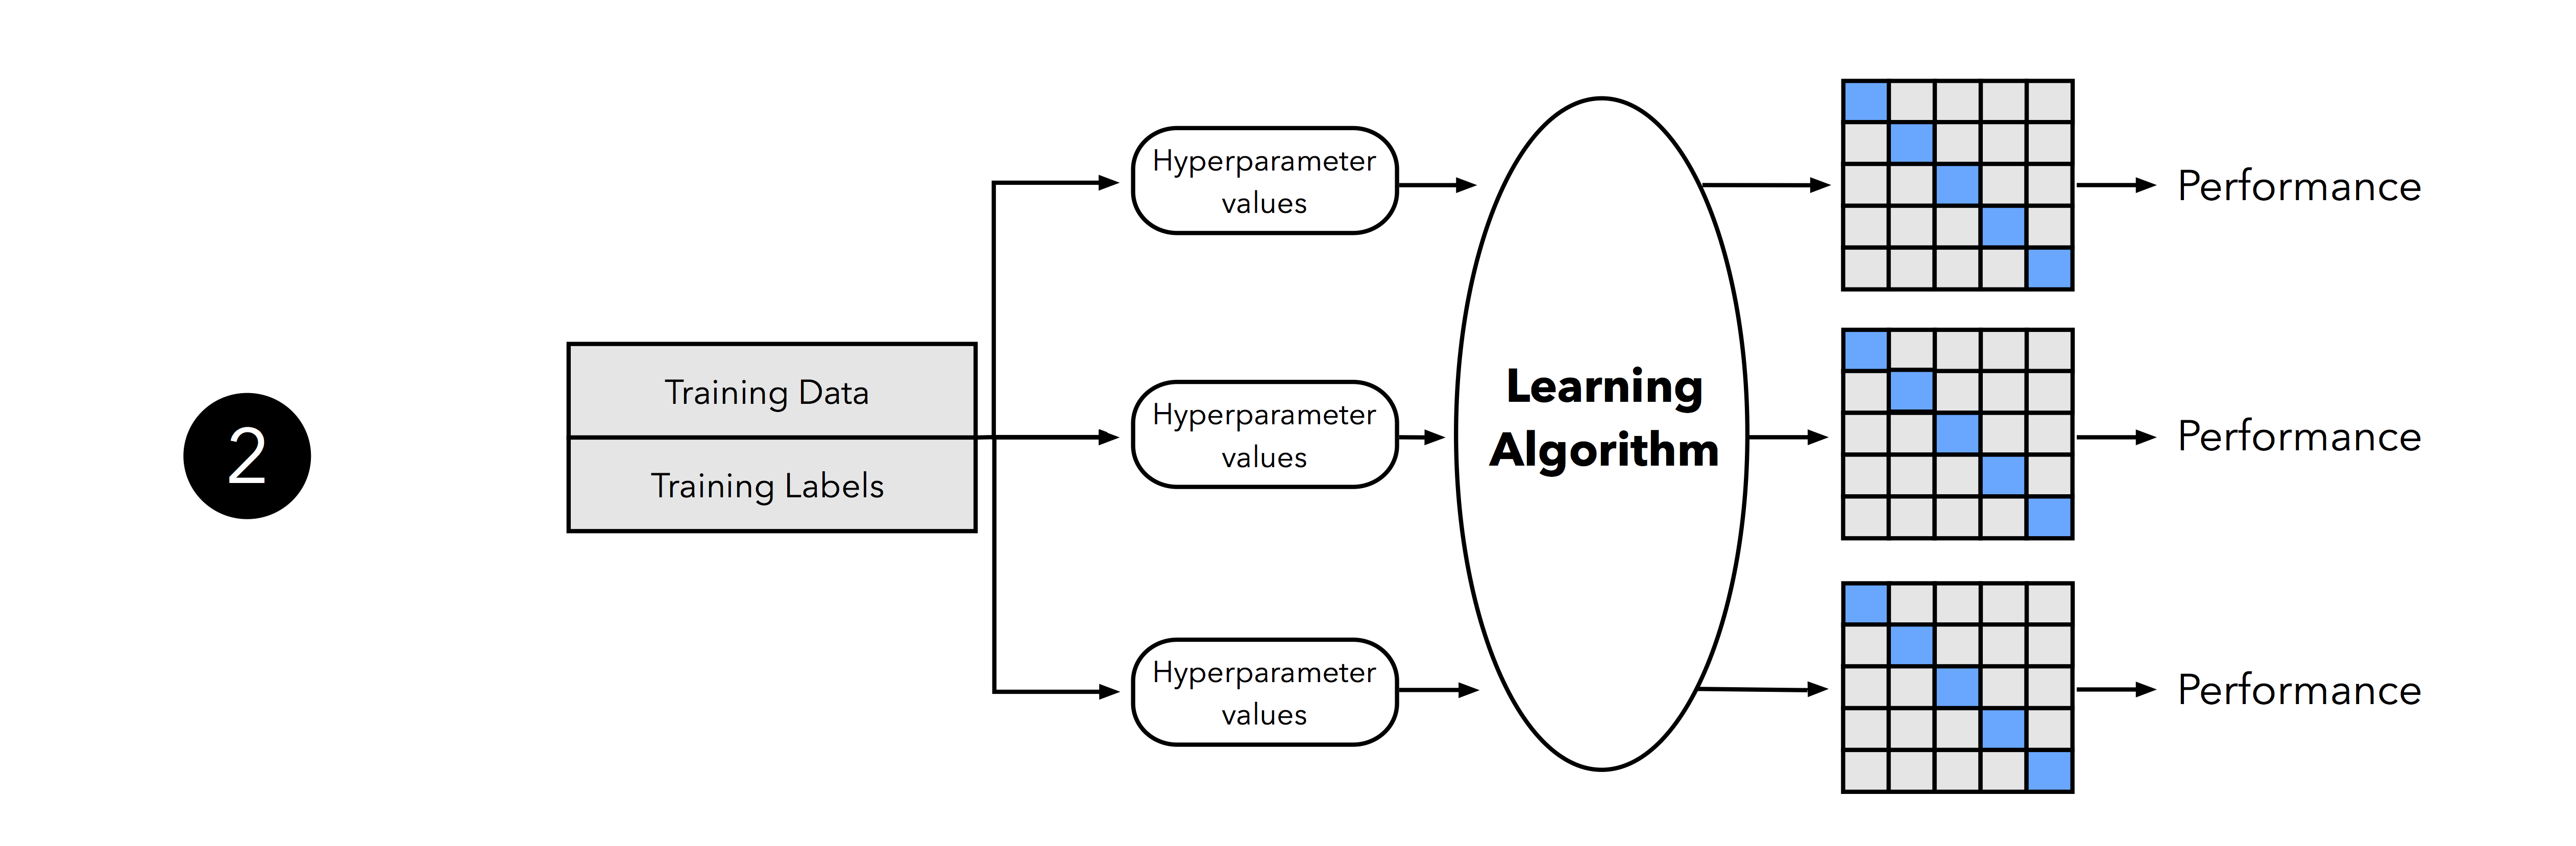 2
Training Data
Training Labels
Hyperparameter
values
Hyperparameter
values
Hyperparameter
values
Learning
Algorithm
Performance
Performance
Performance